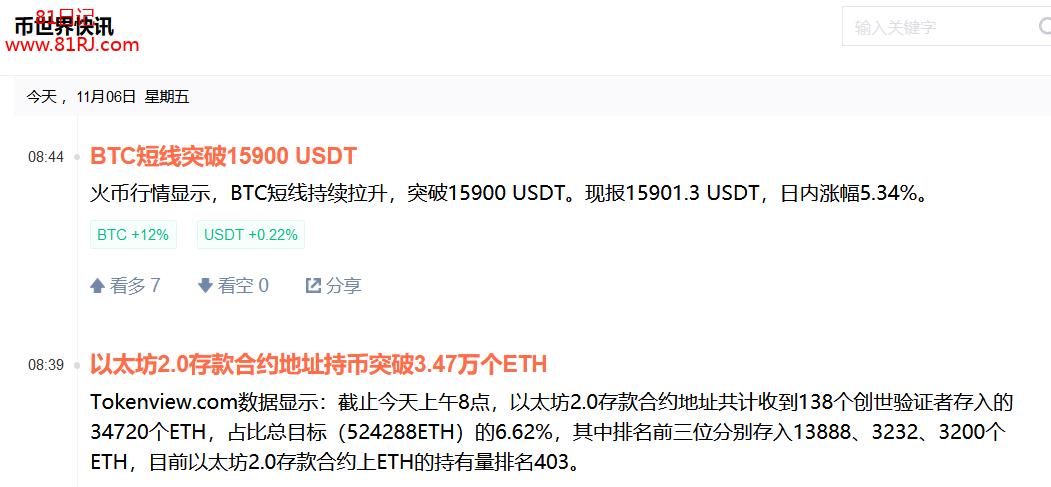 81日记
币世界快讯
www.81RJ.com
输入关键字
今天 ，11月06日 星期五
08:44
BTC短线突破15900 USDT
火币行情显示，BTC短线持续拉升，突破15900 USDT。现报15901.3 USDT，日内涨幅5.34%。
BTC +12% USDT +0.22%
看多 7 看空 0 分享
08:39
以太坊2.0存款合约地址持币突破3.47万个ETH
Tokenview.com数据显示：截止今天上午8点，以太坊2.0存款合约地址共计收到138个创世验证者存入的
34720个ETH，占比总目标（524288ETH）的6.62%，其中排名前三位分别存入13888、3232、3200个
ETH，目前以太坊2.0存款合约上ETH的持有量排名403。